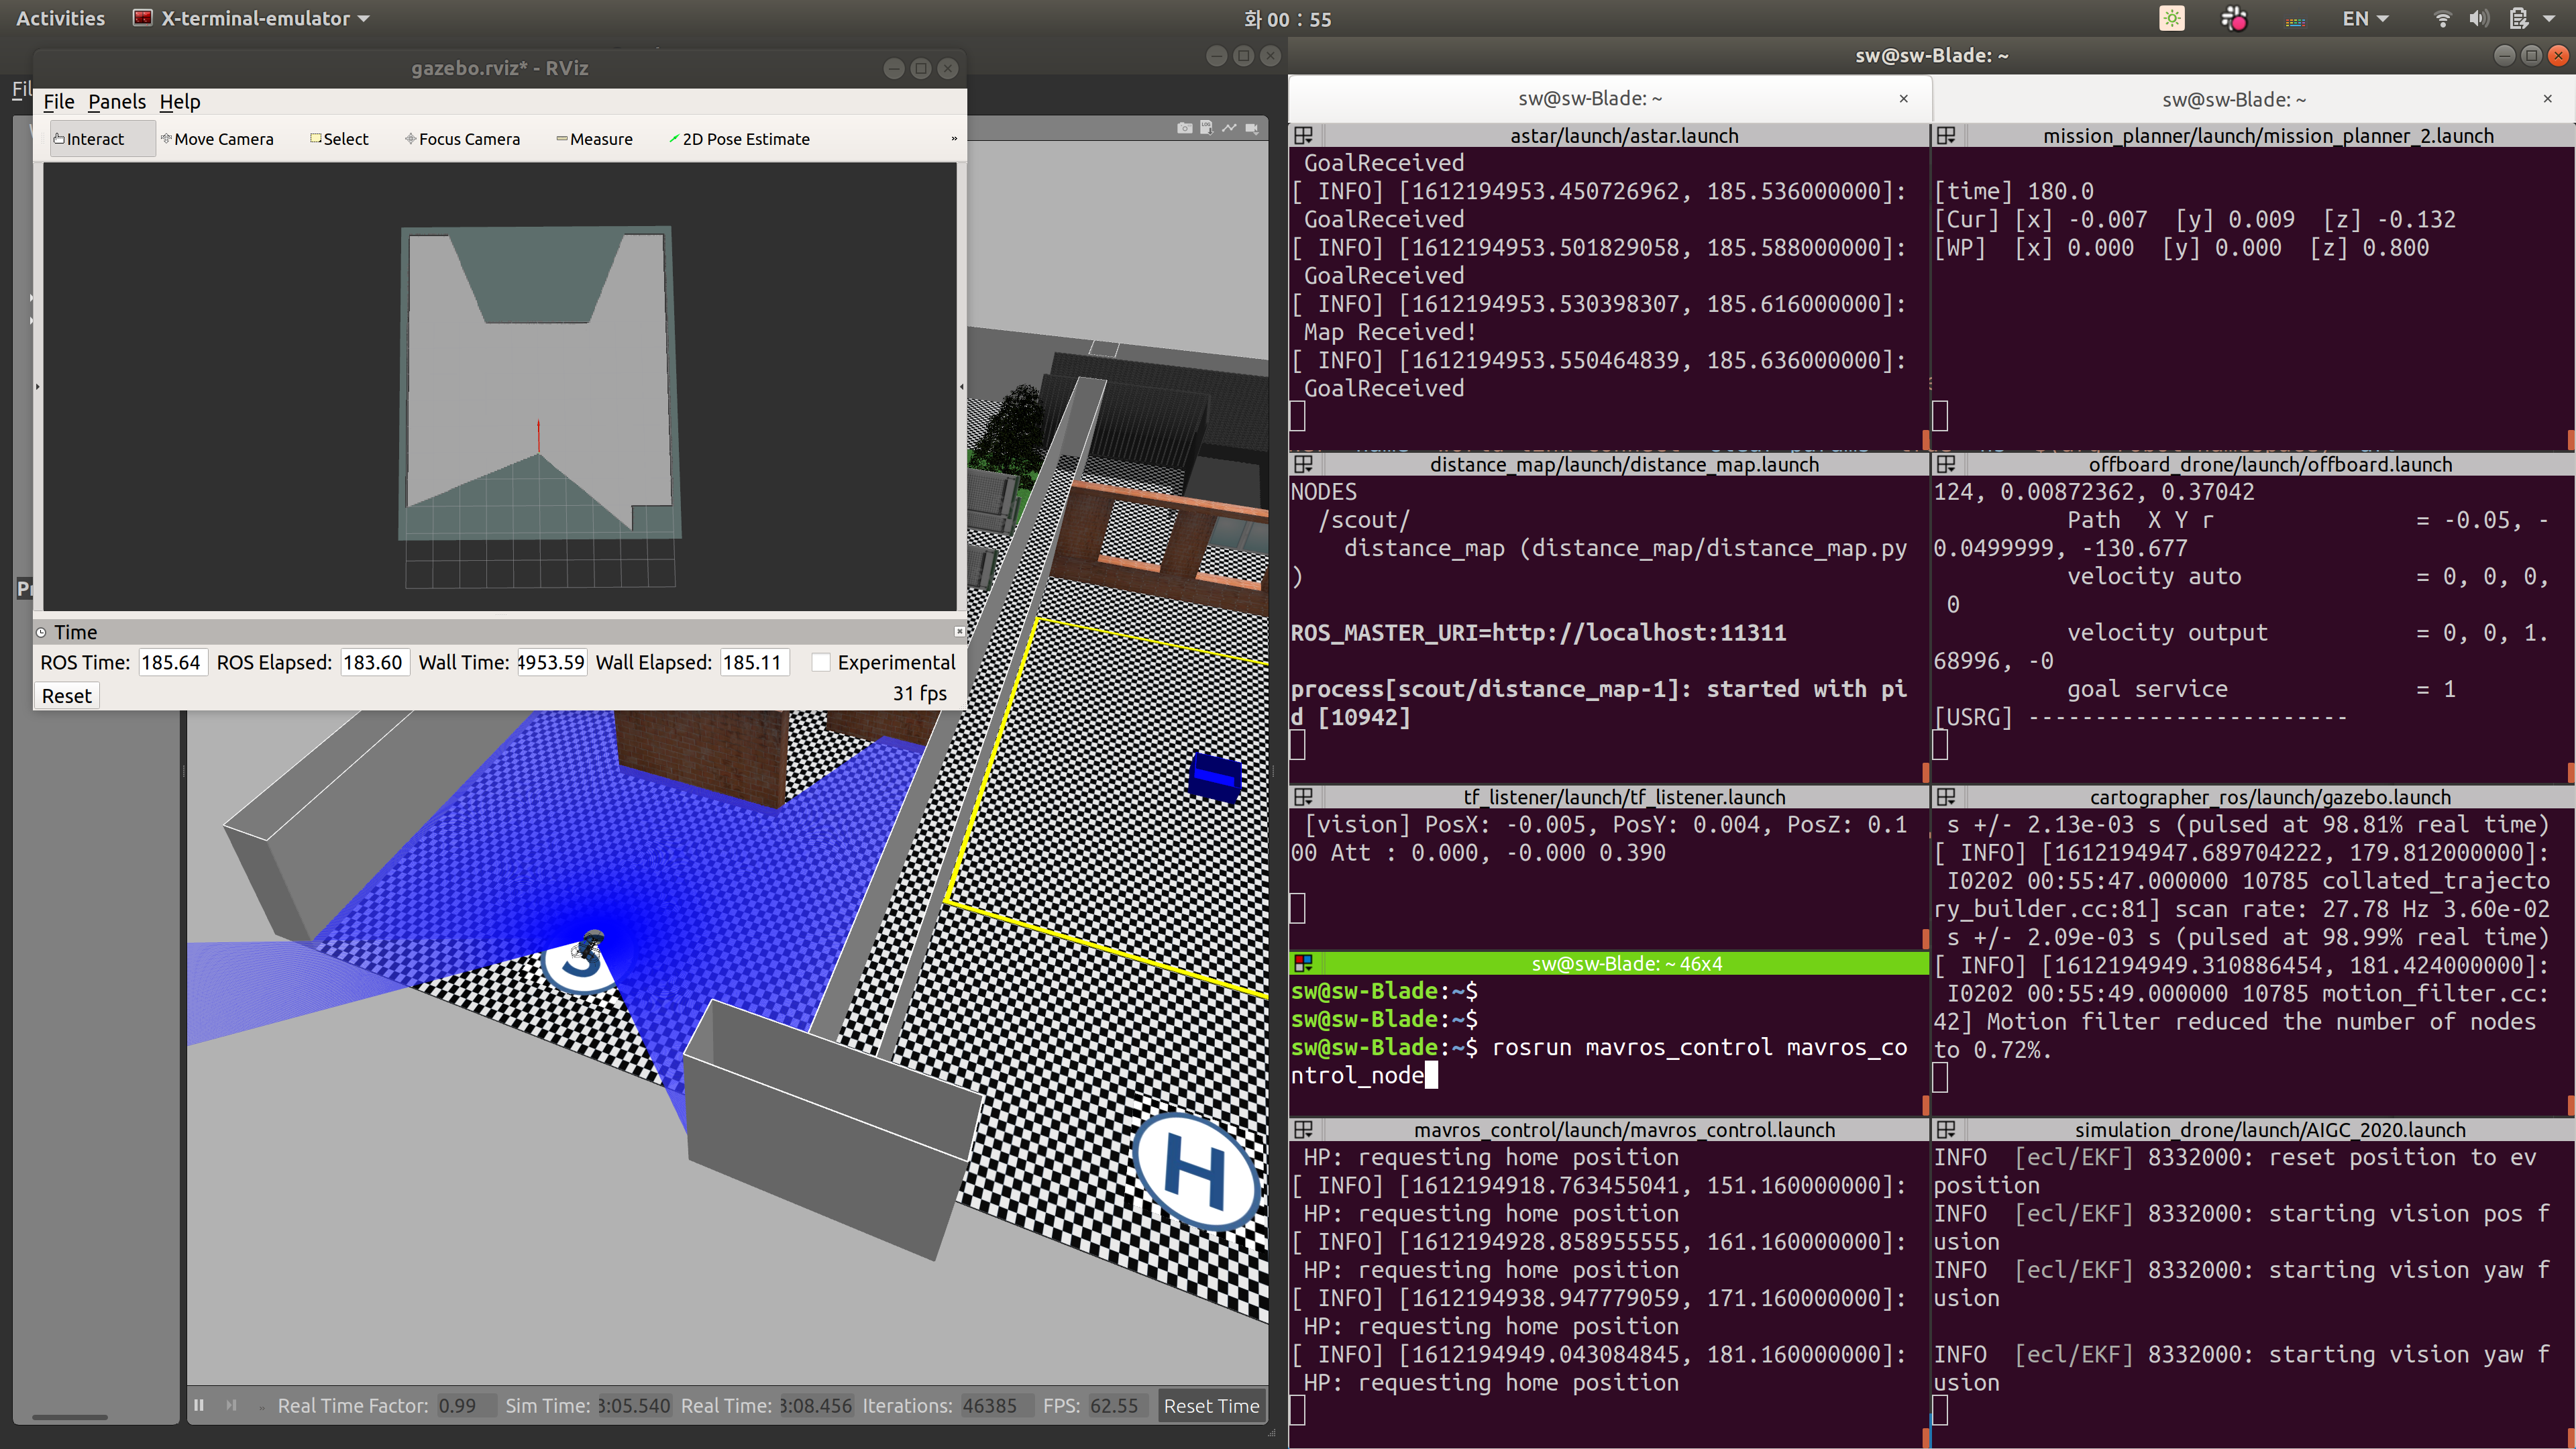 Activities
X-terminal-emulator
화 00 : 55
EN
sw@sw-Blade: ~
gazebo.rviz* - RViz
File Panels Help
Interact
Move Camera
Select
Focus Camera
Measure
2D Pose Estimate
»
Time
ROS Time: 185.64 ROS Elapsed: 183.60 Wall Time: 4953.59 Wall Elapsed: 185.11 Experimental
Reset
31 fps
H
Real Time Factor: 0.99 Sim Time: 3:05.540 Real Time: 3:08.456 Iterations: 46385 FPS: 62.55 Reset Time
sw@sw-Blade: ~
sw@sw-Blade: ~
astar/launch/astar.launch
GoalReceived
[ INFO] [1612194953.450726962, 185.536000000]:
GoalReceived
[ INFO] [1612194953.501829058, 185.588000000]:
GoalReceived
[ INFO] [1612194953.530398307, 185.616000000]:
Map Received!
[ INFO] [1612194953.550464839, 185.636000000]:
GoalReceived
mission_planner/launch/mission_planner_2.launch
[time] 180.0
[Cur] [x] -0.007 [y] 0.009 [z] -0.132
[WP] [x] 0.000 [y] 0.000 [z] 0.800
distance_map/launch/distance_map.launch
NODES
/scout/
distance_map (distance_map/distance_map.py
)
ROS_MASTER_URI=http://localhost:11311
process[scout/distance_map-1]: started with pi
d [10942]
offboard_drone/launch/offboard.launch
124, 0.00872362, 0.37042
Path X Y r = -0.05, -
0.0499999, -130.677
velocity auto = 0, 0, 0,
0
velocity output = 0, 0, 1.
68996, -0
goal service = 1
[USRG] ------------------------
tf_listener/launch/tf_listener.launch
[vision] PosX: -0.005, PosY: 0.004, PosZ: 0.1
00 Att : 0.000, -0.000 0.390
cartographer_ros/launch/gazebo.launch
s +/- 2.13e-03 s (pulsed at 98.81% real time)
[ INFO] [1612194947.689704222, 179.812000000]:
I0202 00:55:47.000000 10785 collated_trajecto
ry_builder.cc:81] scan rate: 27.78 Hz 3.60e-02
s +/- 2.09e-03 s (pulsed at 98.99% real time)
[ INFO] [1612194949.310886454, 181.424000000]:
I0202 00:55:49.000000 10785 motion_filter.cc:
42] Motion filter reduced the number of nodes
to 0.72%.
sw@sw-Blade: ~ 46x4
sw@sw-Blade:~$
sw@sw-Blade:~$
sw@sw-Blade:~$ rosrun mavros_control mavros_co
ntrol_node
mavros_control/launch/mavros_control.launch
HP: requesting home position
[ INFO] [1612194918.763455041, 151.160000000]:
HP: requesting home position
[ INFO] [1612194928.858955555, 161.160000000]:
HP: requesting home position
[ INFO] [1612194938.947779059, 171.160000000]:
HP: requesting home position
[ INFO] [1612194949.043084845, 181.160000000]:
HP: requesting home position
simulation_drone/launch/AIGC_2020.launch
INFO [ecl/EKF] 8332000: reset position to ev
position
INFO [ecl/EKF] 8332000: starting vision pos f
usion
INFO [ecl/EKF] 8332000: starting vision yaw f
usion
INFO [ecl/EKF] 8332000: starting vision yaw f
usion